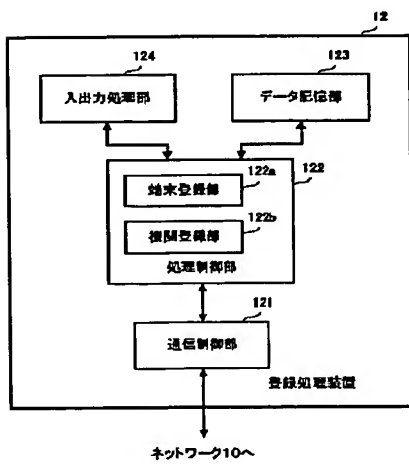 12
124
123
入出力処理部
データ記憶部
122a
122
端末登録部
122b
機関登録部
処理制御部
121
通信制御部
登録処理装置
ネットワーク10へ